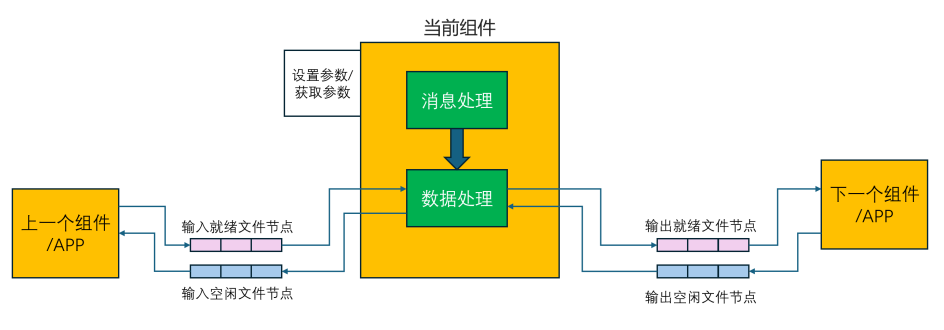 当前组件
设置参数/
获取参数
消息处理
数据处理
上一个组件
/APP
输入就绪文件节点
输入空闲文件节点
输出就绪文件节点
输出空闲文件节点
下一个组件
/APP